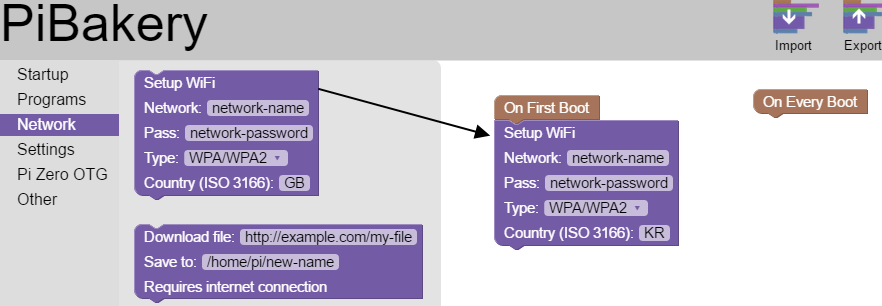 PiBakery
Import
Export
Startup
Programs
Network
Settings
Pi Zero OTG
Other
Setup WiFi
Network: network-name
Pass: network-password
Type: WPA/WPA2
Country (ISO 3166): GB
Download file: http://example.com/my-file
Save to: /home/pi/new-name
Requires internet connection
On First Boot
Setup WiFi
Network: network-name
Pass: network-password
Type: WPA/WPA2
Country (ISO 3166): KR
On Every Boot